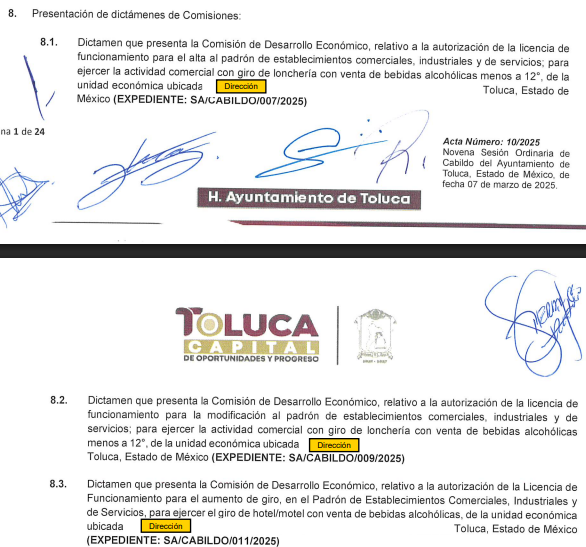 8. Presentación de dictámenes de Comisiones:
8.1. Dictamen que presenta la Comisión de Desarrollo Económico, relativo a la autorización de la licencia de
funcionamiento para el alta al padrón de establecimientos comerciales, industriales y de servicios; para
ejercer la actividad comercial con giro de lonchería con venta de bebidas alcohólicas menos a 12°, de la
unidad económica ubicada Dirección Toluca, Estado de
México (EXPEDIENTE: SA/CABILDO/007/2025)
na 1 de 24
Acta Número: 10/2025
Novena Sesión Ordinaria de
Cabildo del Ayuntamiento de
Toluca, Estado de México, de
fecha 07 de marzo de 2025.
H. Ayuntamiento de Toluca
TOLUCA
CAPITAL
DE OPORTUNIDADES Y PROGRESO
8.2. Dictamen que presenta la Comisión de Desarrollo Económico, relativo a la autorización de la licencia de
funcionamiento para la modificación al padrón de establecimientos comerciales, industriales y de
servicios; para ejercer la actividad comercial con giro de lonchería con venta de bebidas alcohólicas
menos a 12°, de la unidad económica ubicada Dirección
Toluca, Estado de México (EXPEDIENTE: SA/CABILDO/009/2025)
8.3. Dictamen que presenta la Comisión de Desarrollo Económico, relativo a la autorización de la Licencia de
Funcionamiento para el aumento de giro, en el Padrón de Establecimientos Comerciales, Industriales y
de Servicios, para ejercer el giro de hotel/motel con venta de bebidas alcohólicas, de la unidad económica
ubicada Dirección Toluca, Estado de México
(EXPEDIENTE: SA/CABILDO/011/2025)